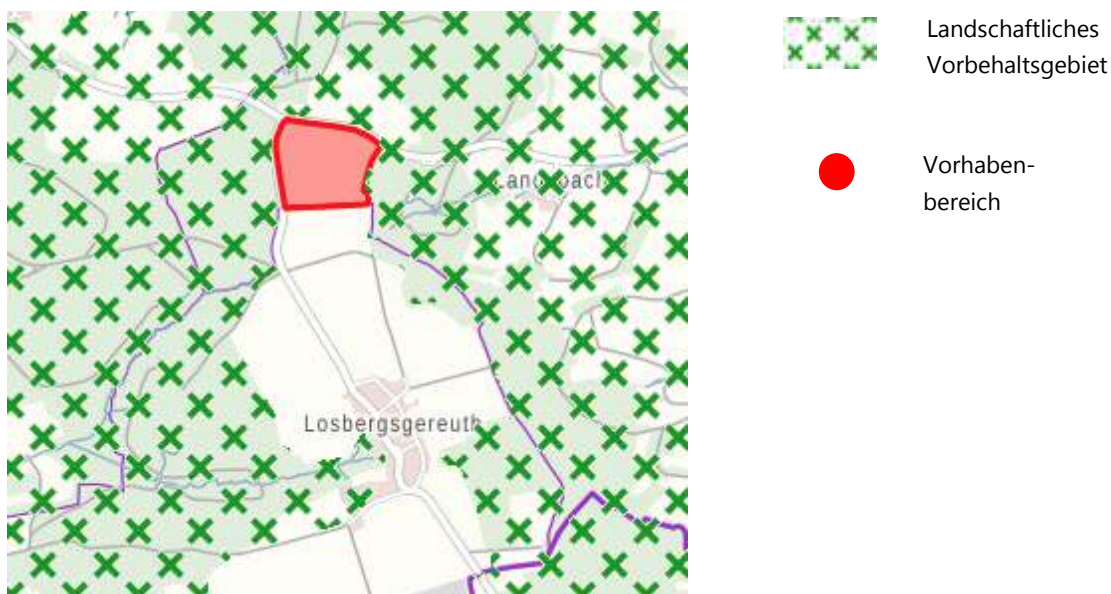 Landschaftliches
Vorbehaltsgebiet
Vorhaben-
bereich
Losbergsgereuth